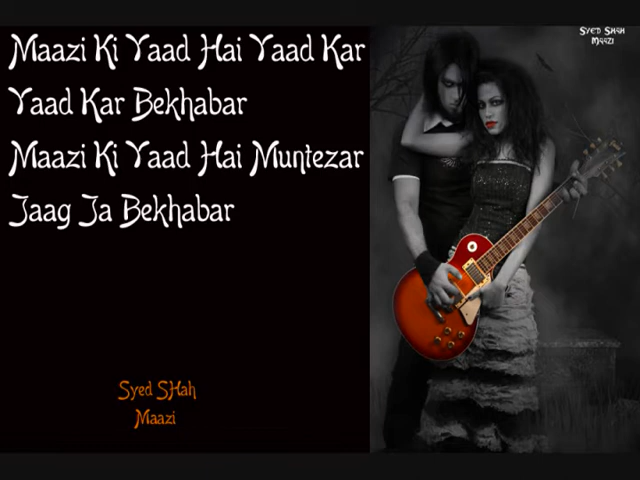 Maazi Ki Yaad Hai Yaad Kar
Yaad Kar Bekhabar
Maazi Ki Yaad Hai Muntezar
Jaag Ja Bekhabar
Syed SHah
Maazi
Syed Shah
Maazi